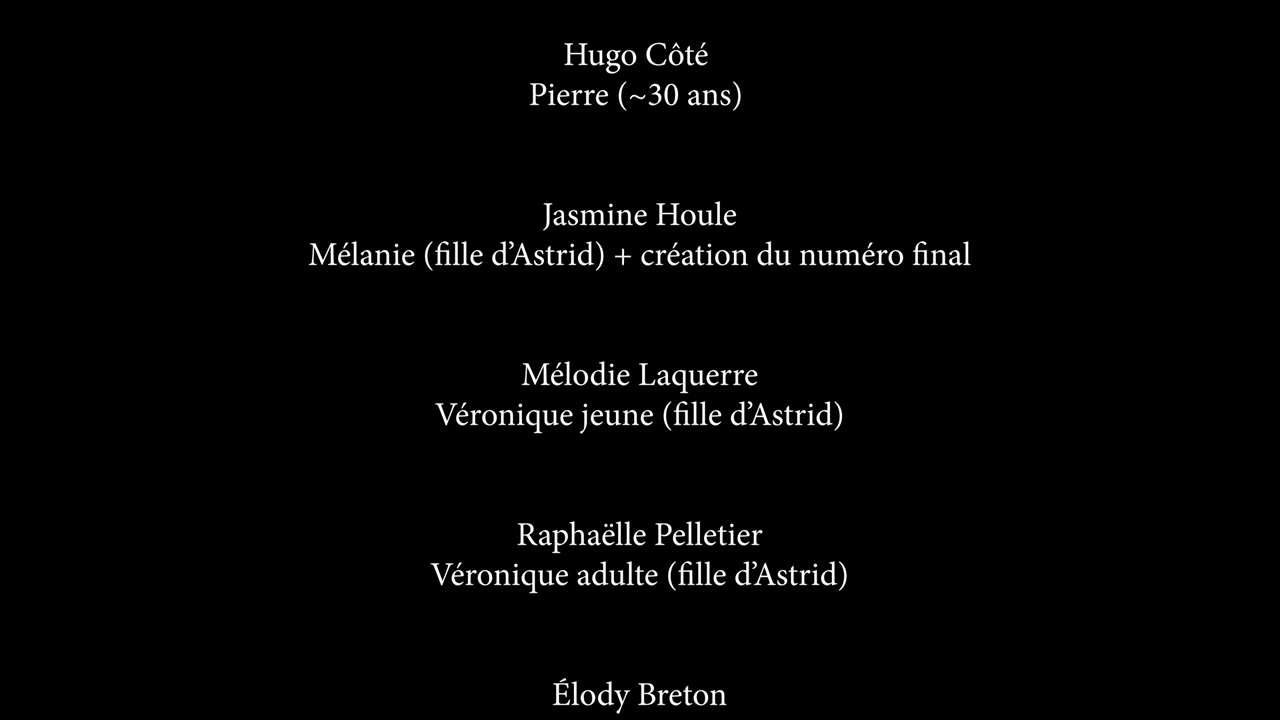 Hugo Côté
Pierre (~30 ans)
Jasmine Houle
Mélanie (fille d’Astrid) + création du numéro final
Mélodie Laquerre
Véronique jeune (fille d’Astrid)
Raphaëlle Pelletier
Véronique adulte (fille d’Astrid)
Élody Breton